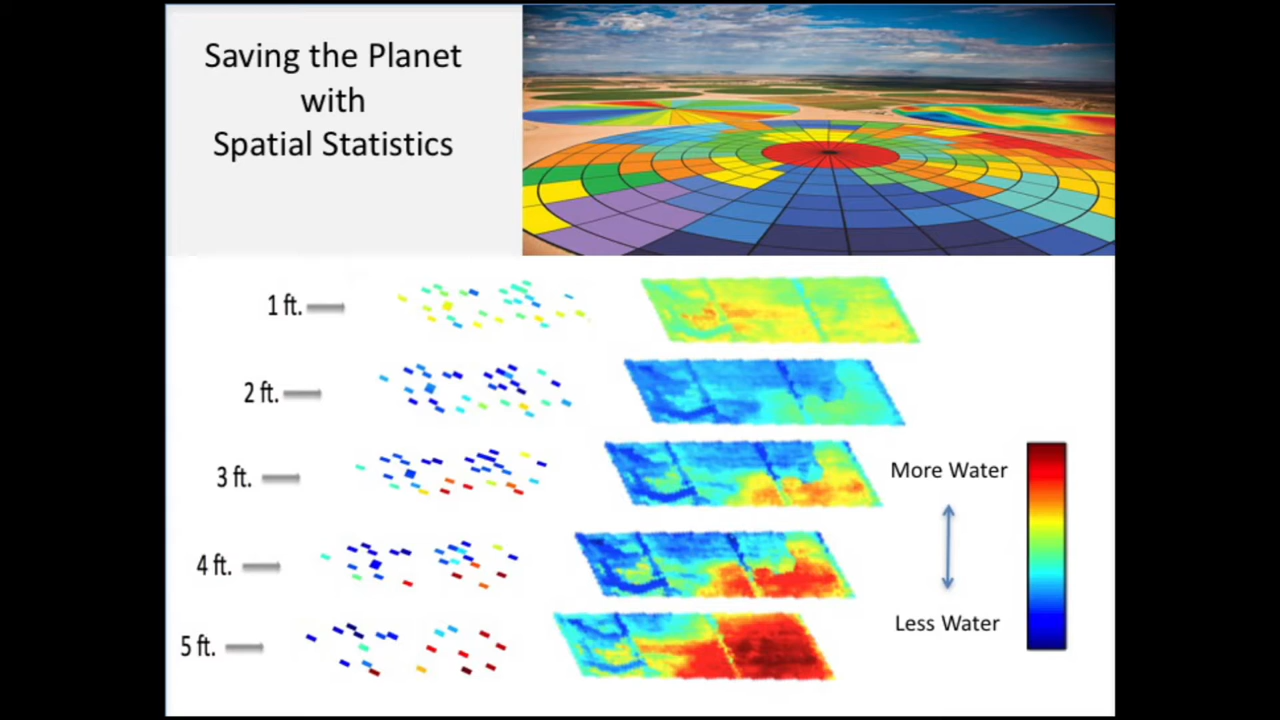 Saving the Planet
with
Spatial Statistics
1 ft.
2 ft.
3 ft.
More Water
4 ft.
Less Water
5 ft.